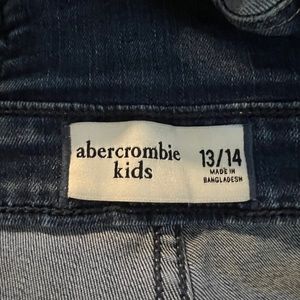 abercrombie
kids
13/14
MADE IN
BANGLADESH